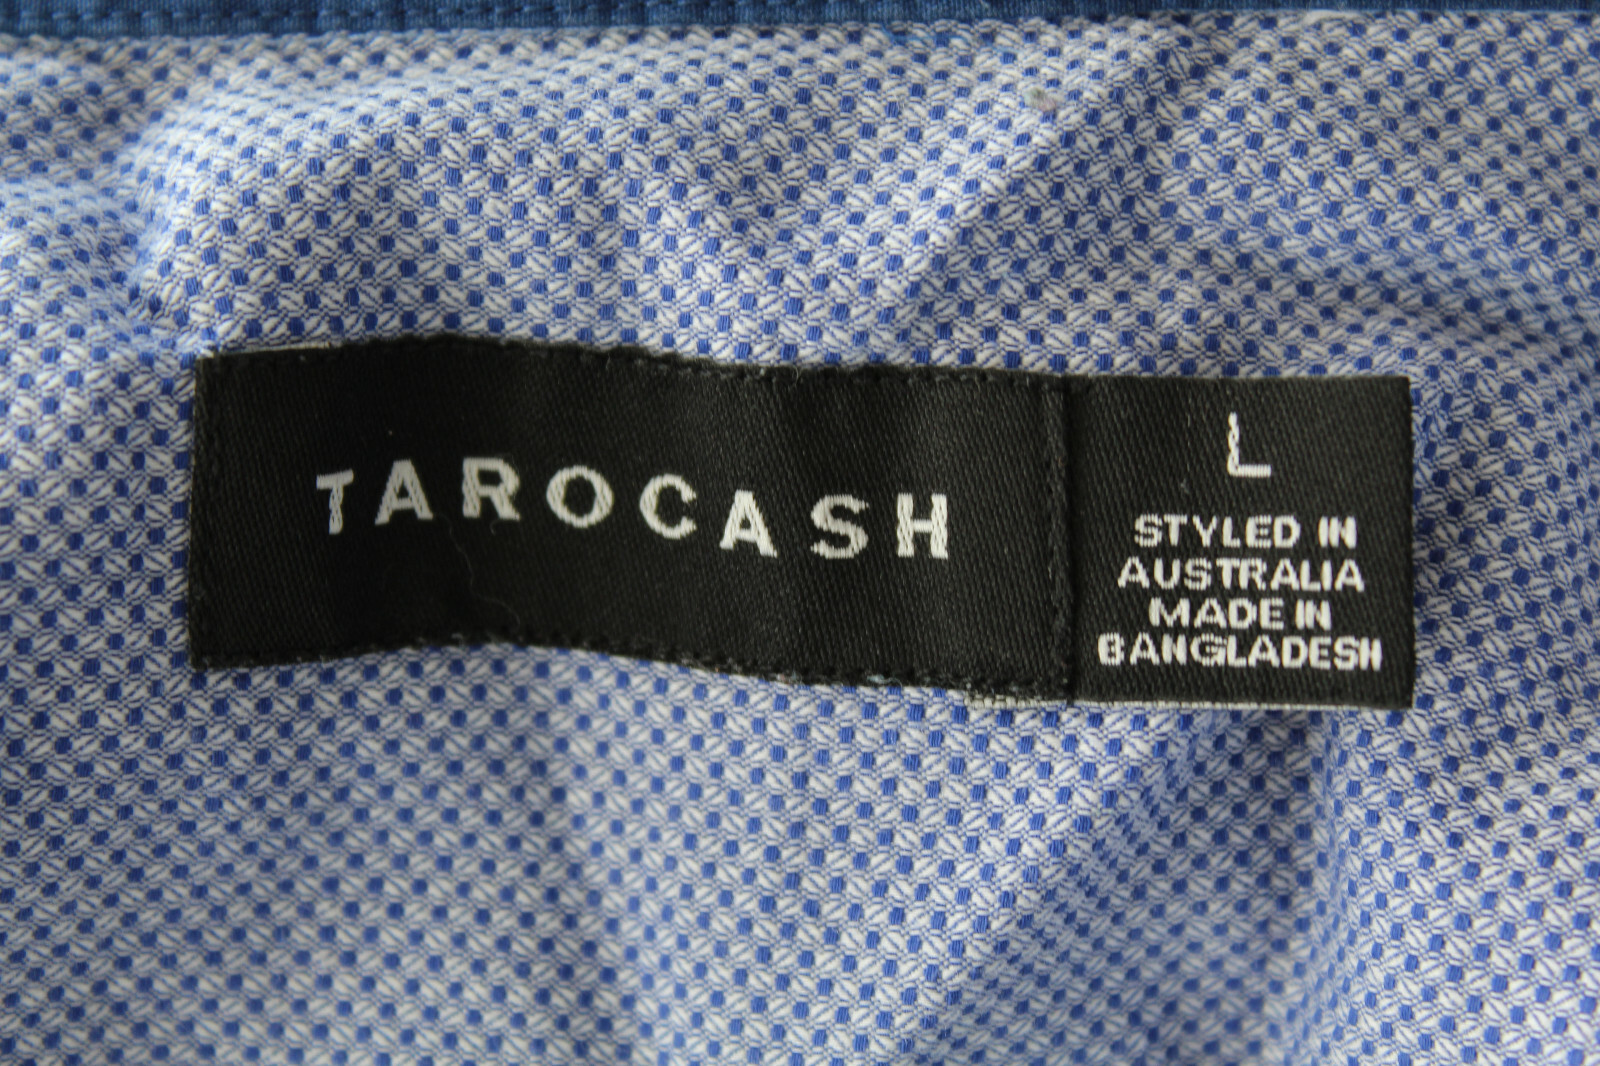 TAROCASH
L
STYLED IN
AUSTRALIA
MADE IN
BANGLADESH